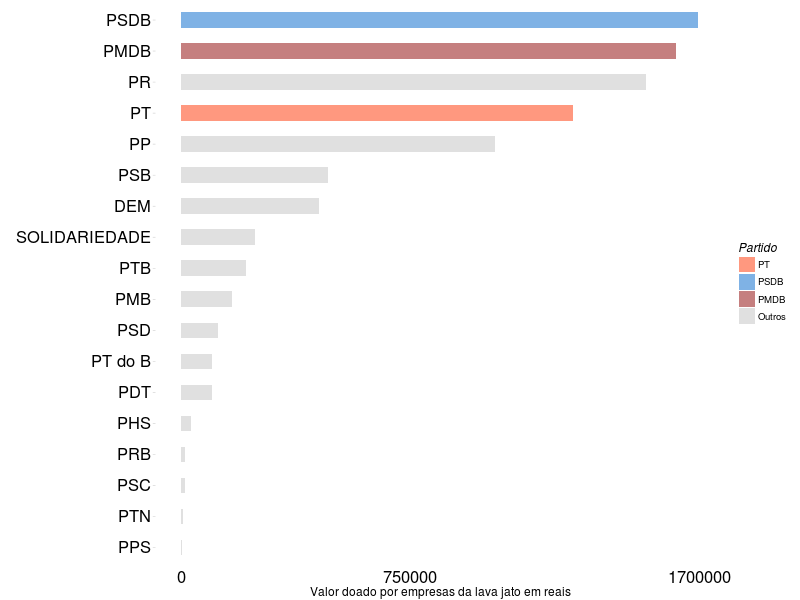 PSDB
PMDB
PR
PT
PP
PSB
DEM
SOLIDARIEDADE
PTB
PMB
PSD
PT do B
PDT
PHS
PRB
PSC
PTN
PPS
0 750000 1700000
Valor doado por empresas da lava jato em reais
Partido
PT
PSDB
PMDB
Outros